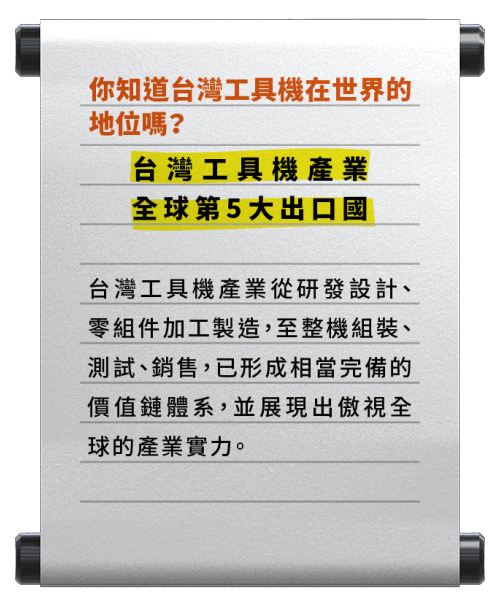 你知道台灣工具機在世界的
地位嗎？
台灣工具機產業
全球第5大出口國
台灣工具機產業從研發設計、
零組件加工製造，至整機組裝、
測試、銷售，已形成相當完備的
價值鏈體系，並展現出傲視全
球的產業實力。